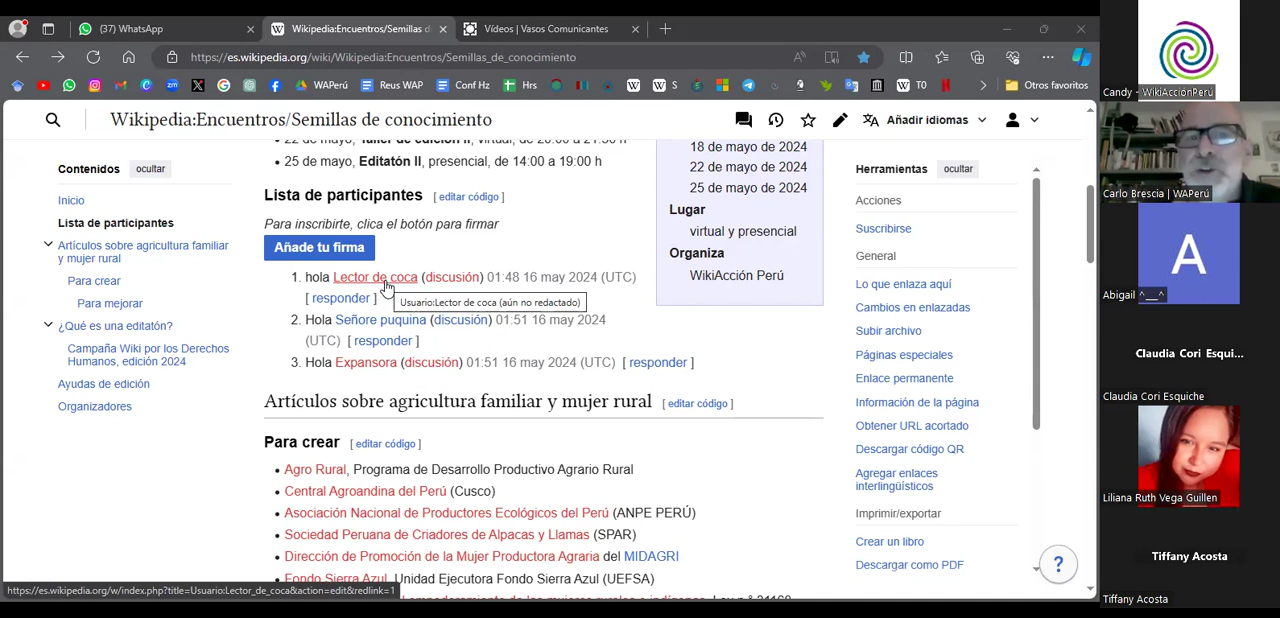 (37) WhatsApp
Wikipedia:Encuentros/Semillas d
Vídeos | Vasos Comunicantes
https://es.wikipedia.org/wiki/Wikipedia:Encuentros/Semillas_de_conocimiento
WAPerú
Reus WAP
Conf Hz
Hrs
W S
W T0
Otros favoritos
Wikipedia:Encuentros/Semillas de conocimiento
Añadir idiomas
Contenidos
ocultar
Inicio
Lista de participantes
Artículos sobre agricultura familiar
y mujer rural
Para crear
Para mejorar
¿Qué es una editatón?
Campaña Wiki por los Derechos
Humanos, edición 2024
Ayudas de edición
Organizadores
25 de mayo, Editatón II, presencial, de 14:00 a 19:00 h
Lista de participantes [ editar código ]
Para inscribirte, clica el botón para firmar
Añade tu firma
1. hola Lector de coca (discusión) 01:48 16 may 2024 (UTC)
[ responder ]
Usuario:Lector de coca (aún no redactado)
2. Hola Señore puquina (discusión) 01:51 16 may 2024
(UTC) [ responder ]
3. Hola Expansora (discusión) 01:51 16 may 2024 (UTC) [ responder ]
Artículos sobre agricultura familiar y mujer rural [ editar código ]
Para crear [ editar código ]
Agro Rural, Programa de Desarrollo Productivo Agrario Rural
Central Agroandina del Perú (Cusco)
Asociación Nacional de Productores Ecológicos del Perú (ANPE PERÚ)
Sociedad Peruana de Criadores de Alpacas y Llamas (SPAR)
Dirección de Promoción de la Mujer Productora Agraria del MIDAGRI
Fondo Sierra Azul, Unidad Ejecutora Fondo Sierra Azul (UEFSA)
18 de mayo de 2024
22 de mayo de 2024
25 de mayo de 2024
Lugar
virtual y presencial
Organiza
WikiAcción Perú
Herramientas
ocultar
Acciones
Suscribirse
General
Lo que enlaza aquí
Cambios en enlazadas
Subir archivo
Páginas especiales
Enlace permanente
Información de la página
Obtener URL acortado
Descargar código QR
Agregar enlaces
interlingüísticos
Imprimir/exportar
Crear un libro
Descargar como PDF
?
https://es.wikipedia.org/w/index.php?title=Usuario:Lector_de_coca&action=edit&redlink=1
Candy - WikiAcciónPerú
Carlo Brescia | WAPerú
A
Abigail ^__^
Claudia Cori Esqui...
Claudia Cori Esquiche
Liliana Ruth Vega Guillen
Tiffany Acosta
Tiffany Acosta